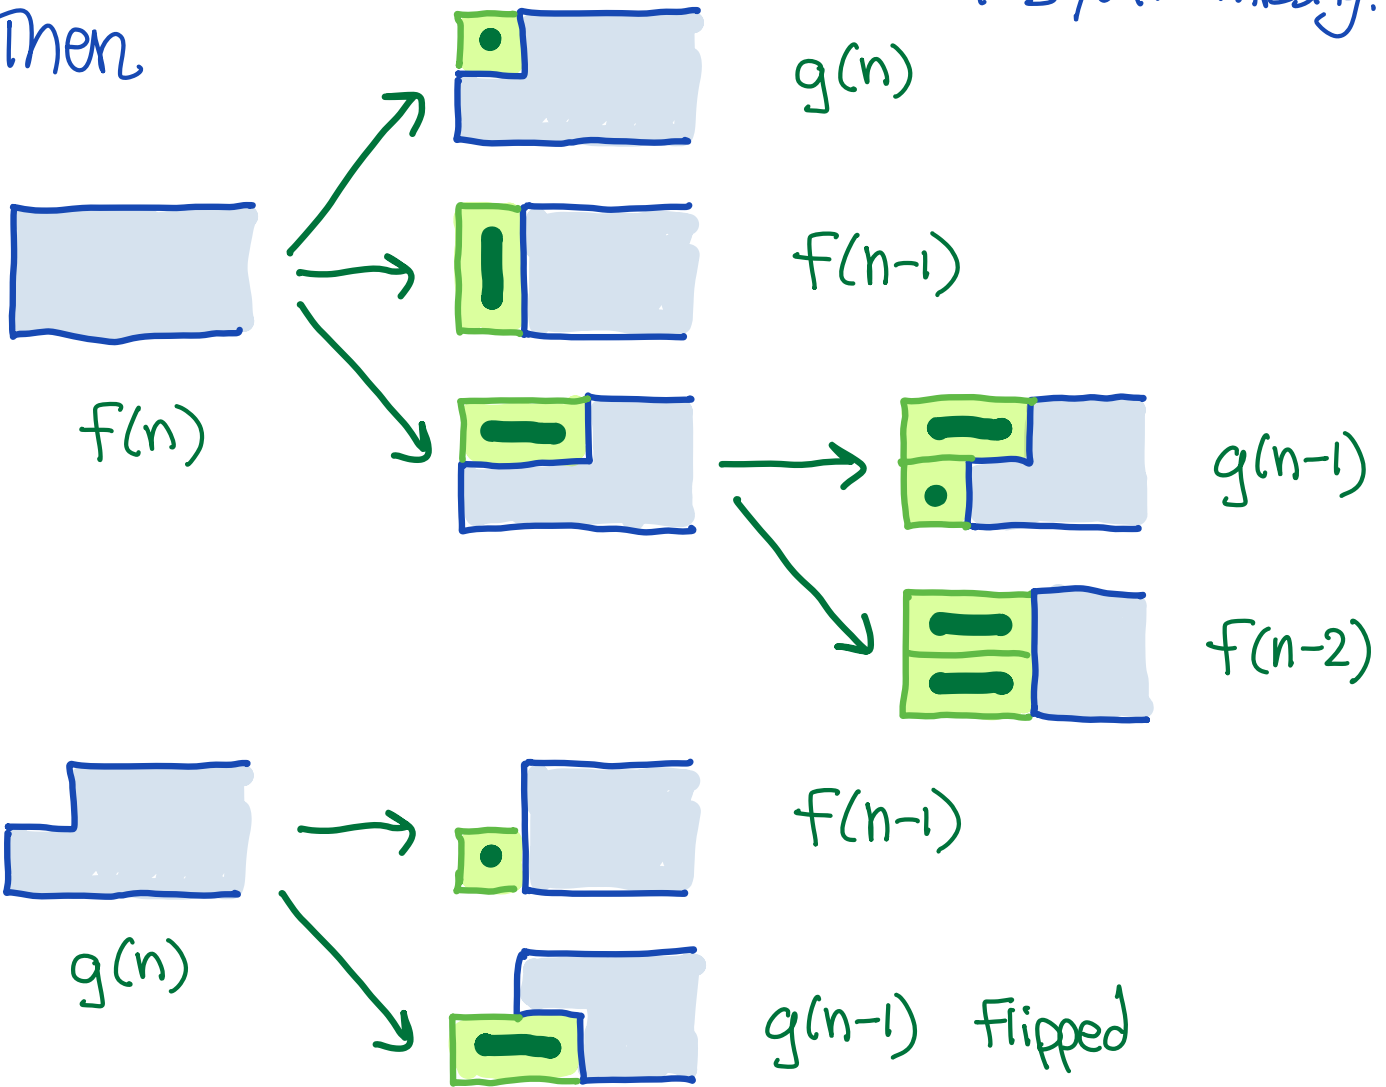 Then
g(n)
f(n-1)
f(n)
g(n-1)
f(n-2)
f(n-1)
g(n)
g(n-1) flipped